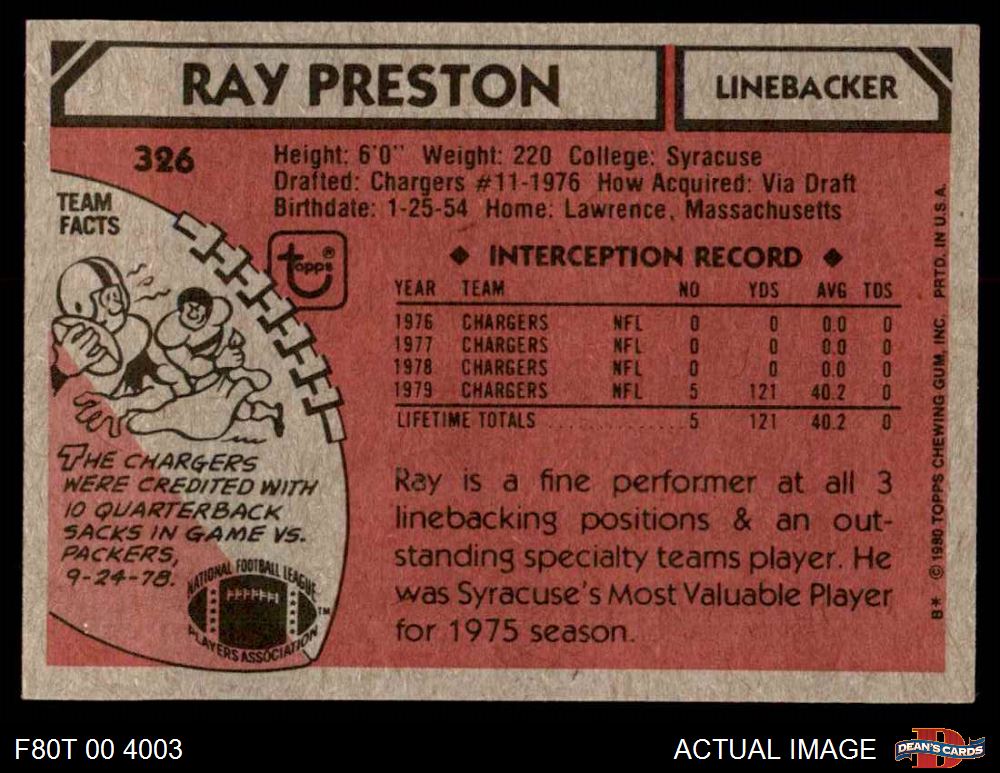 RAY PRESTON
LINEBACKER
326
Height: 6'0" Weight: 220 College: Syracuse
Drafted: Chargers #11-1976 How Acquired: Via Draft
Birthdate: 1-25-54 Home: Lawrence, Massachusetts
TEAM
FACTS
topps®
◆ INTERCEPTION RECORD ◆
YEAR TEAM NO YDS AVG TDS
1976 CHARGERS NFL 0 0 0.0 0
1977 CHARGERS NFL 0 0 0.0 0
1978 CHARGERS NFL 0 0 0.0 0
1979 CHARGERS NFL 5 121 40.2 0
LIFETIME TOTALS . . . . . . . . . . . . 5 121 40.2 0
THE CHARGERS
WERE CREDITED WITH
10 QUARTERBACK
SACKS IN GAME VS.
PACKERS,
9-24-78.
NATIONAL FOOTBALL LEAGUE
PLAYERS ASSOCIATION
TM
Ray is a fine performer at all 3
linebacking positions & an out-
standing specialty teams player. He
was Syracuse's Most Valuable Player
for 1975 season.
B* © 1980 TOPPS CHEWING GUM, INC. PRTD. IN U.S.A.
F80T 00 4003
ACTUAL IMAGE
D
DEAN'S CARDS